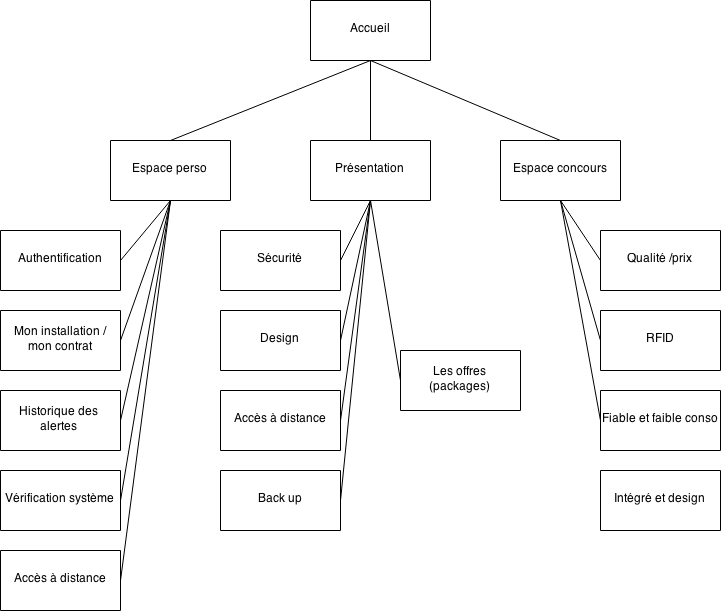 Accueil
Espace perso
Présentation
Espace concours
Authentification
Sécurité
Qualité /prix
Mon installation /
mon contrat
Design
RFID
Les offres
(packages)
Historique des
alertes
Accès à distance
Fiable et faible conso
Vérification système
Back up
Intégré et design
Accès à distance